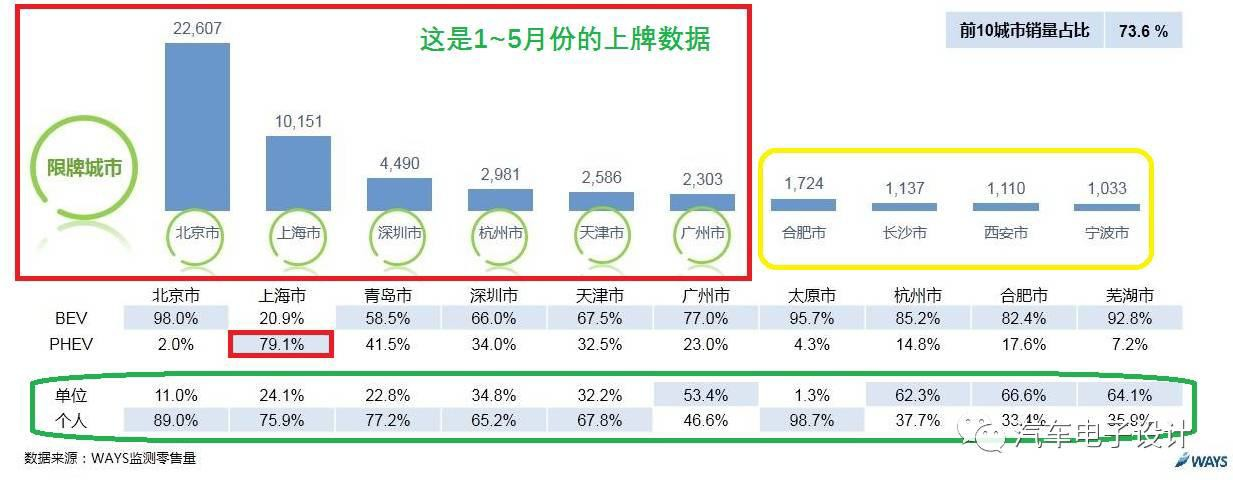 22,607
这是1~5月份的上牌数据
前10城市销量占比 73.6 %
10,151
限牌城市
4,490
2,981
2,586
2,303
1,724
1,137
1,110
1,033
北京市 上海市 深圳市 杭州市 天津市 广州市 合肥市 长沙市 西安市 宁波市
北京市 上海市 青岛市 深圳市 天津市 广州市 太原市 杭州市 合肥市 芜湖市
BEV 98.0% 20.9% 58.5% 66.0% 67.5% 77.0% 95.7% 85.2% 82.4% 92.8%
PHEV 2.0% 79.1% 41.5% 34.0% 32.5% 23.0% 4.3% 14.8% 17.6% 7.2%
单位 11.0% 24.1% 22.8% 34.8% 32.2% 53.4% 1.3% 62.3% 66.6% 64.1%
个人 89.0% 75.9% 77.2% 65.2% 67.8% 46.6% 98.7% 37.7% 33.4% 35.9%
汽车电子设计
数据来源：WAYS监测零售量
WAYS